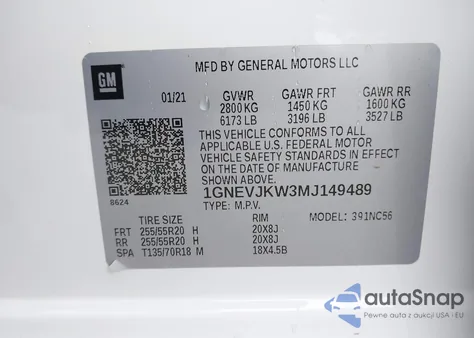 MFD BY GENERAL MOTORS LLC
GM
01/21 GVWR GAWR FRT GAWR RR
2800 KG 1450 KG 1600 KG
6173 LB 3196 LB 3527 LB
THIS VEHICLE CONFORMS TO ALL
APPLICABLE U.S. FEDERAL MOTOR
VEHICLE SAFETY STANDARDS IN EFFECT
ON THE DATE OF MANUFACTURE
SHOWN ABOVE.
1GNEVJKW3MJ149489
8624 TYPE: M.P.V.
TIRE SIZE RIM MODEL: 391NC56
FRT 255/55R20 H 20X8J
RR 255/55R20 H 20X8J
SPA T135/70R18 M 18X4.5B
autoSnap
Pewne auta z USA i EU